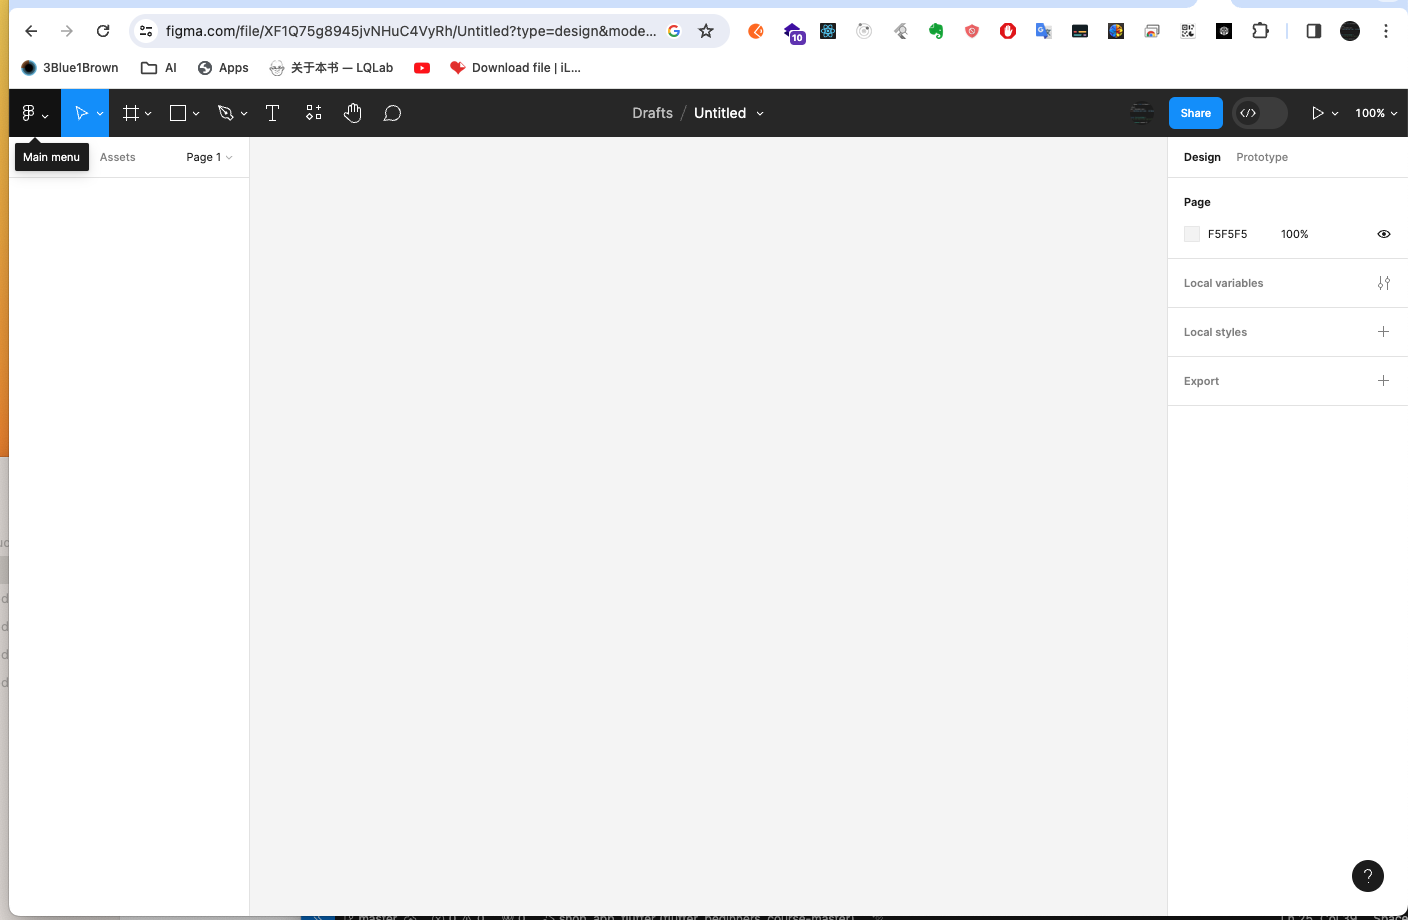 figma.com/file/XF1Q75g8945jvNHuC4VyRh/Untitled?type=design&mode...
10
3Blue1Brown
AI
Apps
关于本书 — LQLab
Download file | iL...
Drafts / Untitled
Share
100%
Main menu
Assets
Page 1
Design
Prototype
Page
F5F5F5
100%
Local variables
Local styles
Export
?